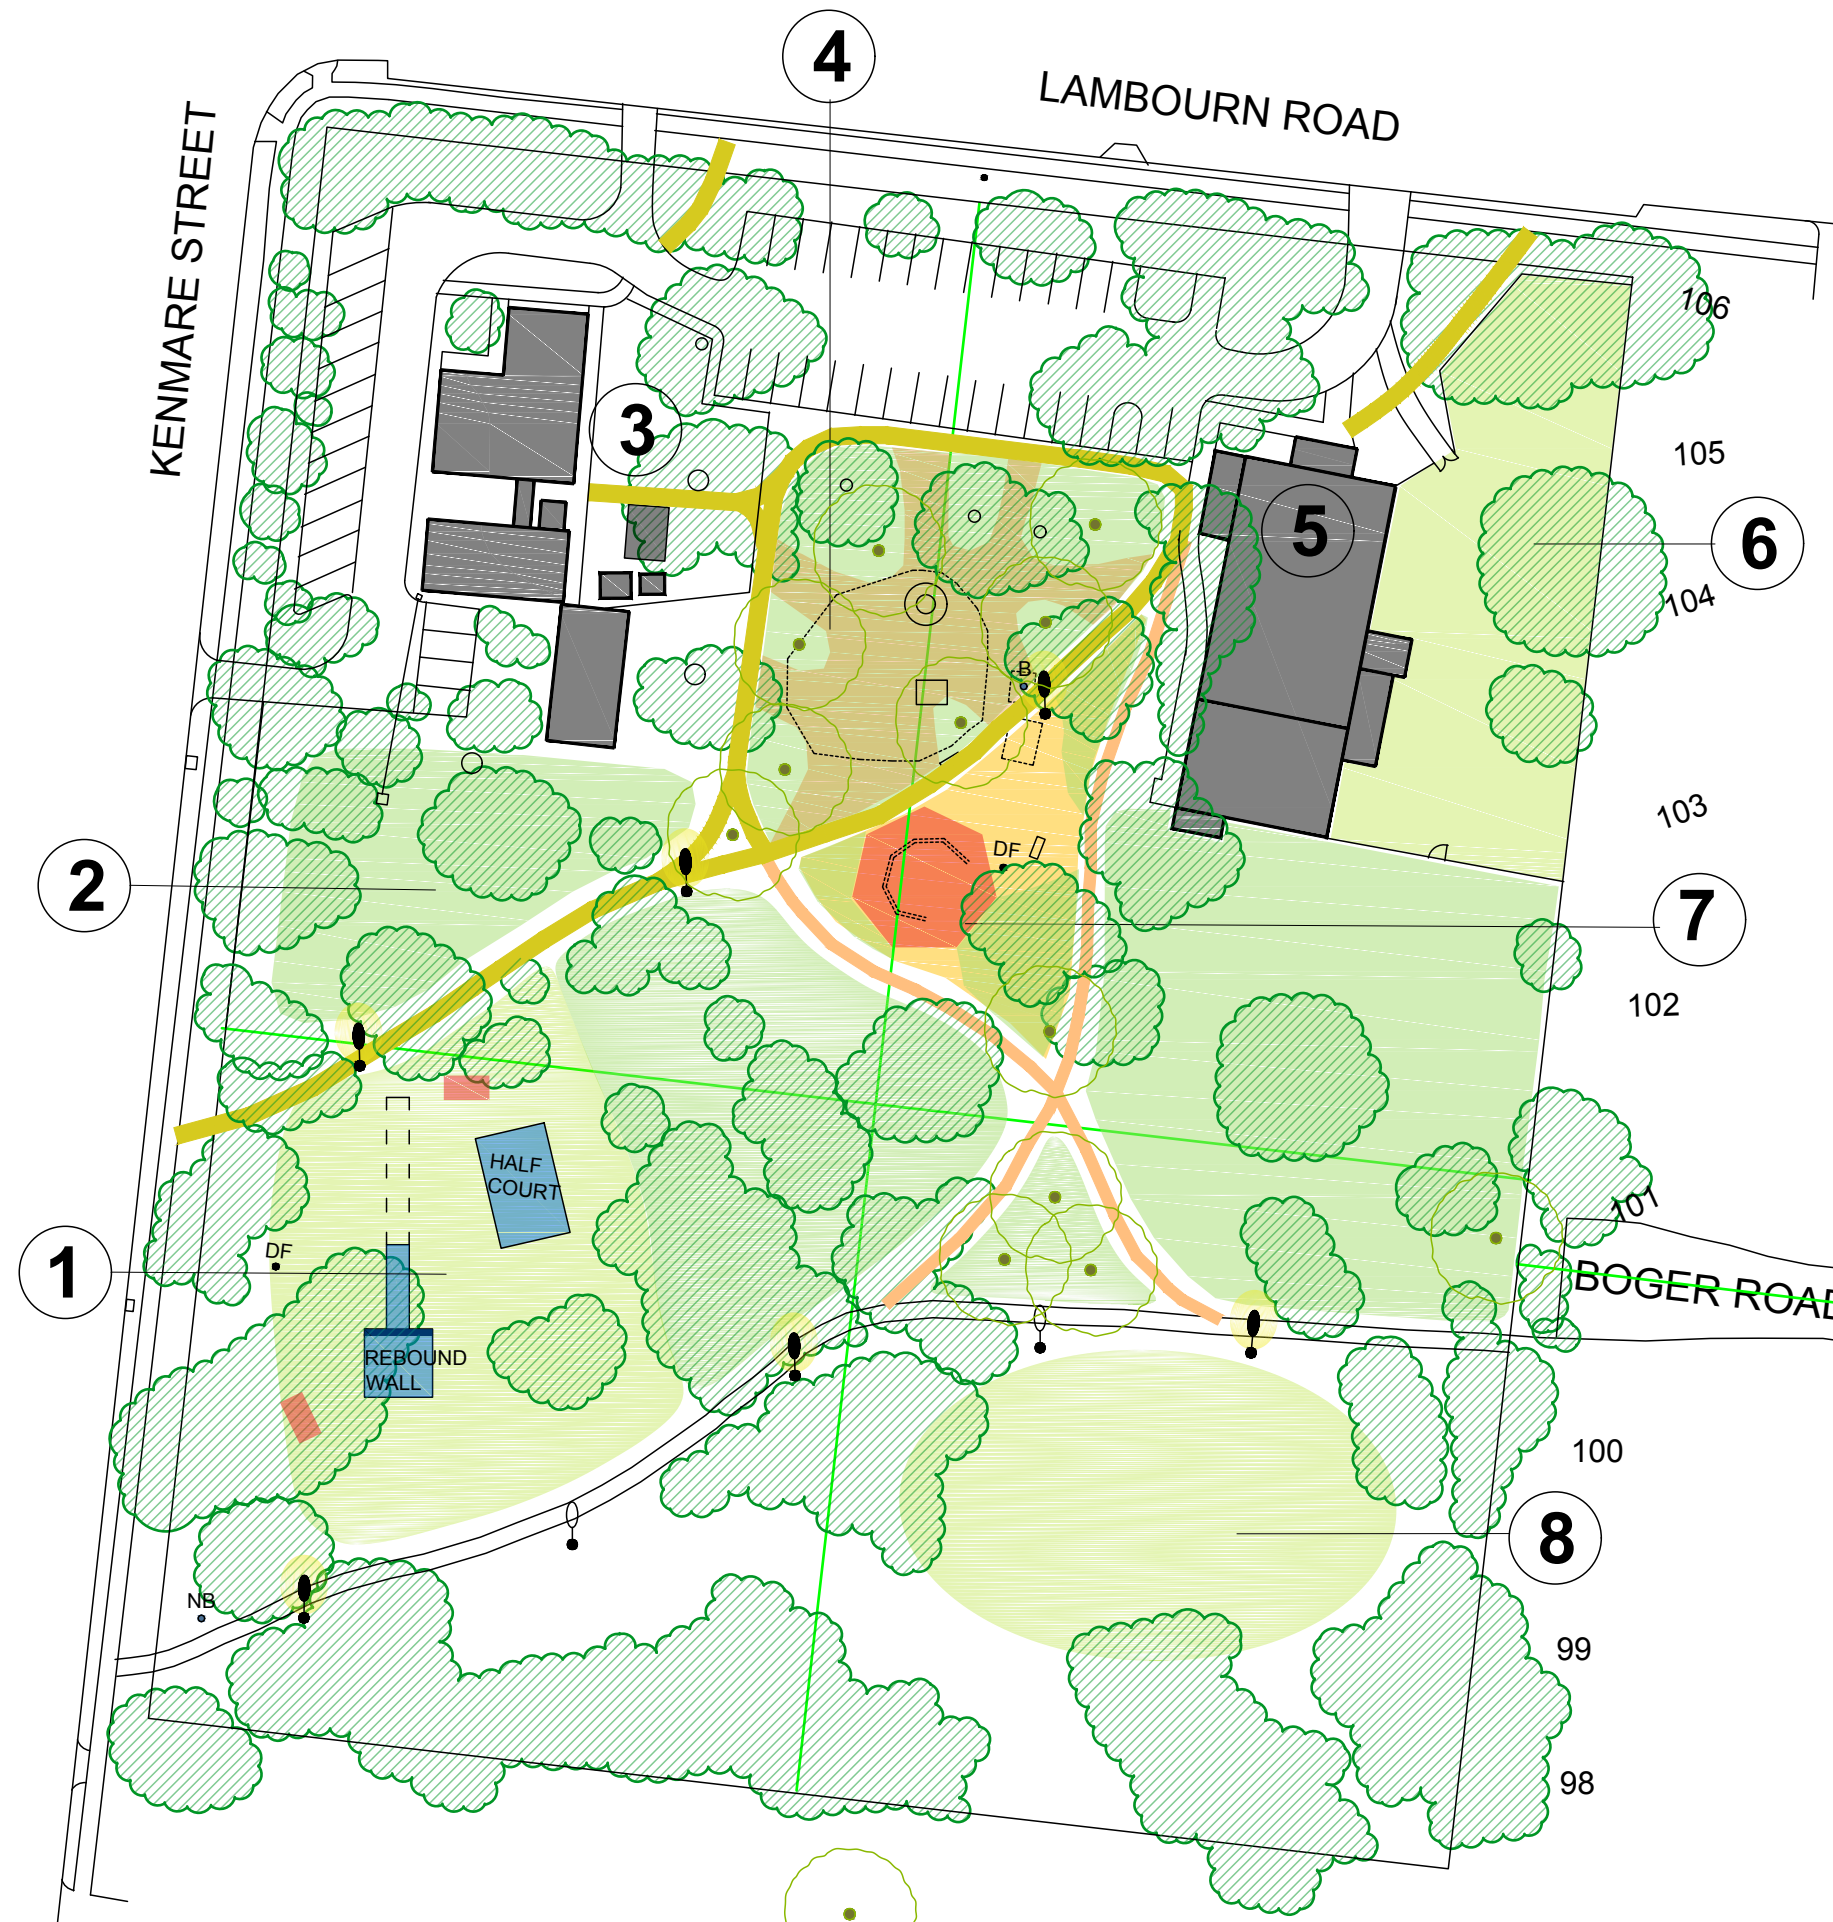 4
LAMBOURN ROAD
KENMARE STREET
106
3
105
5
6
104
B
103
DF
2
7
102
HALF
COURT
101
DF
1
BOGER ROAD
REBOUND
WALL
100
8
NB
99
98